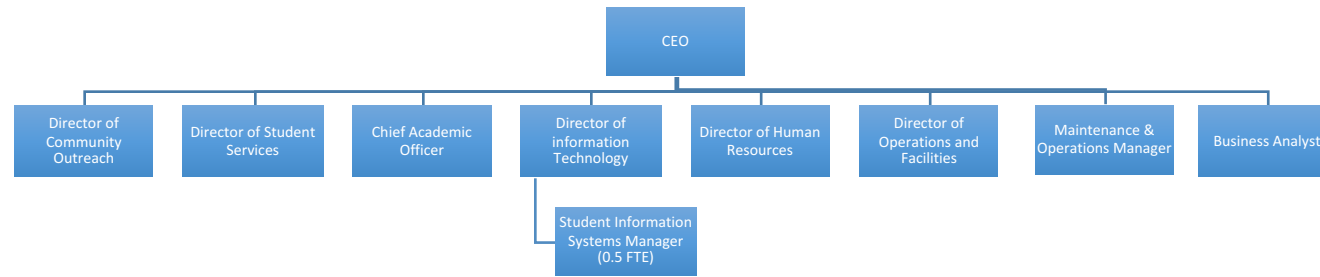 CEO
Director of
Community
Outreach
Director of Student
Services
Chief Academic
Officer
Director of
information
Technology
Director of Human
Resources
Director of
Operations and
Facilities
Maintenance &
Operations Manager
Business Analyst
Student Information
Systems Manager
(0.5 FTE)